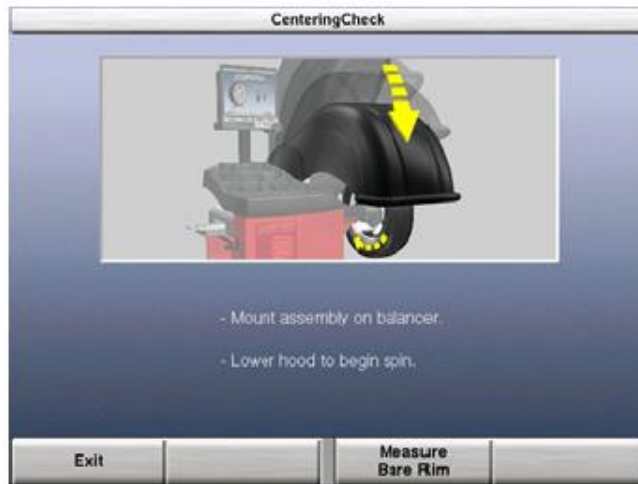 CenteringCheck
- Mount assembly on balancer.
- Lower hood to begin spin.
Exit
Measure
Bare Rim